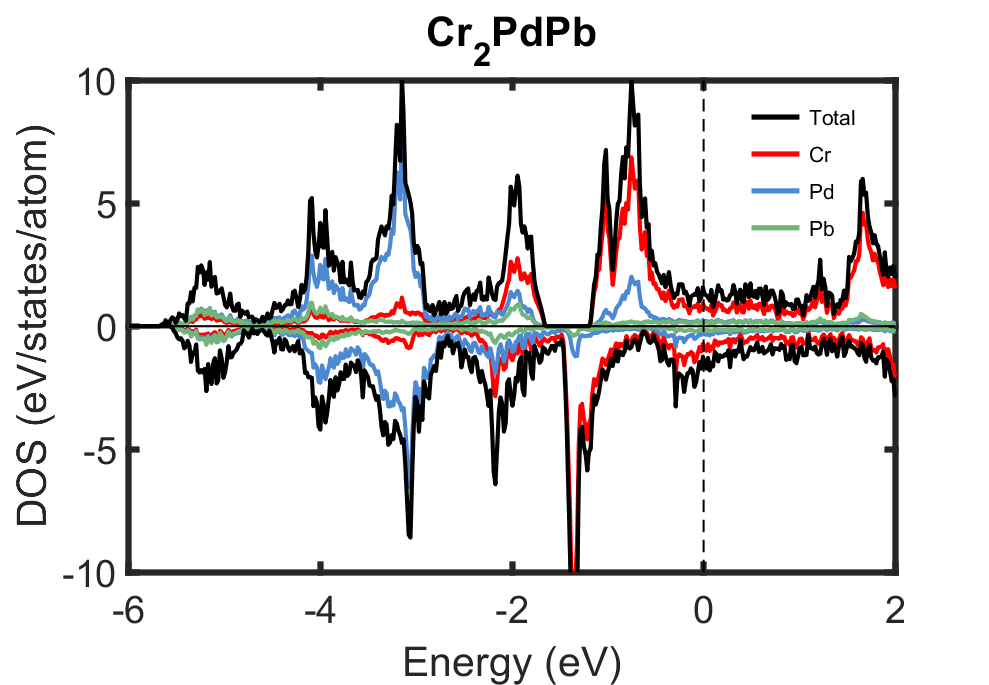 Cr2PdPb
10
5
0
0
-5
-10
DOS (eV/states/atom)
Total
Cr
Pd
Pb
-6
-4
-2
0
2
Energy (eV)